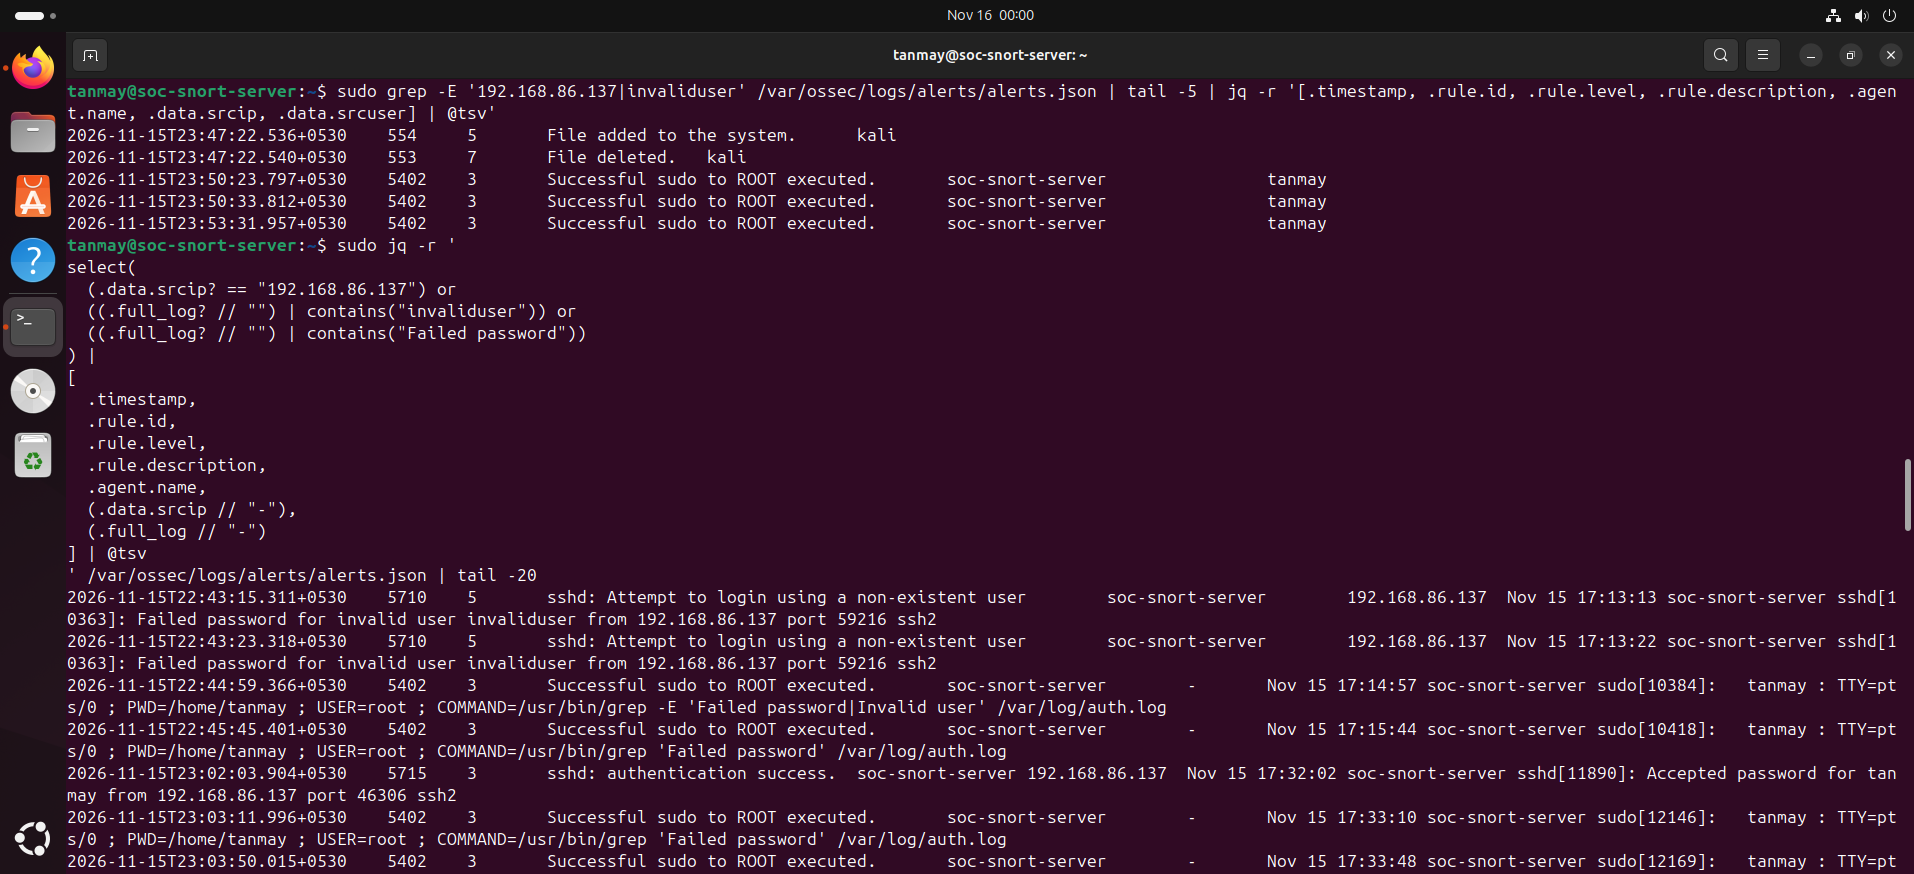 Nov 16 00:00
tanmay@soc-snort-server: ~
tanmay@soc-snort-server:~$ sudo grep -E '192.168.86.137|invaliduser' /var/ossec/logs/alerts/alerts.json | tail -5 | jq -r '[.timestamp, .rule.id, .rule.level, .rule.description, .agen
t.name, .data.srcip, .data.srcuser] | @tsv'
2026-11-15T23:47:22.536+0530 554 5 File added to the system. kali
2026-11-15T23:47:22.540+0530 553 7 File deleted. kali
2026-11-15T23:50:23.797+0530 5402 3 Successful sudo to ROOT executed. soc-snort-server tanmay
2026-11-15T23:50:33.812+0530 5402 3 Successful sudo to ROOT executed. soc-snort-server tanmay
2026-11-15T23:53:31.957+0530 5402 3 Successful sudo to ROOT executed. soc-snort-server tanmay
tanmay@soc-snort-server:~$ sudo jq -r '
select(
(.data.srcip? == "192.168.86.137") or
((.full_log? // "") | contains("invaliduser")) or
((.full_log? // "") | contains("Failed password"))
) |
[
.timestamp,
.rule.id,
.rule.level,
.rule.description,
.agent.name,
(.data.srcip // "-"),
(.full_log // "-")
] | @tsv
' /var/ossec/logs/alerts/alerts.json | tail -20
2026-11-15T22:43:15.311+0530 5710 5 sshd: Attempt to login using a non-existent user soc-snort-server 192.168.86.137 Nov 15 17:13:13 soc-snort-server sshd[1
0363]: Failed password for invalid user invaliduser from 192.168.86.137 port 59216 ssh2
2026-11-15T22:43:23.318+0530 5710 5 sshd: Attempt to login using a non-existent user soc-snort-server 192.168.86.137 Nov 15 17:13:22 soc-snort-server sshd[1
0363]: Failed password for invalid user invaliduser from 192.168.86.137 port 59216 ssh2
2026-11-15T22:44:59.366+0530 5402 3 Successful sudo to ROOT executed. soc-snort-server - Nov 15 17:14:57 soc-snort-server sudo[10384]: tanmay : TTY=pt
s/0 ; PWD=/home/tanmay ; USER=root ; COMMAND=/usr/bin/grep -E 'Failed password|Invalid user' /var/log/auth.log
2026-11-15T22:45:45.401+0530 5402 3 Successful sudo to ROOT executed. soc-snort-server - Nov 15 17:15:44 soc-snort-server sudo[10418]: tanmay : TTY=pt
s/0 ; PWD=/home/tanmay ; USER=root ; COMMAND=/usr/bin/grep 'Failed password' /var/log/auth.log
2026-11-15T23:02:03.904+0530 5715 3 sshd: authentication success. soc-snort-server 192.168.86.137 Nov 15 17:32:02 soc-snort-server sshd[11890]: Accepted password for tan
may from 192.168.86.137 port 46306 ssh2
2026-11-15T23:03:11.996+0530 5402 3 Successful sudo to ROOT executed. soc-snort-server - Nov 15 17:33:10 soc-snort-server sudo[12146]: tanmay : TTY=pt
s/0 ; PWD=/home/tanmay ; USER=root ; COMMAND=/usr/bin/grep 'Failed password' /var/log/auth.log
2026-11-15T23:03:50.015+0530 5402 3 Successful sudo to ROOT executed. soc-snort-server - Nov 15 17:33:48 soc-snort-server sudo[12169]: tanmay : TTY=pt